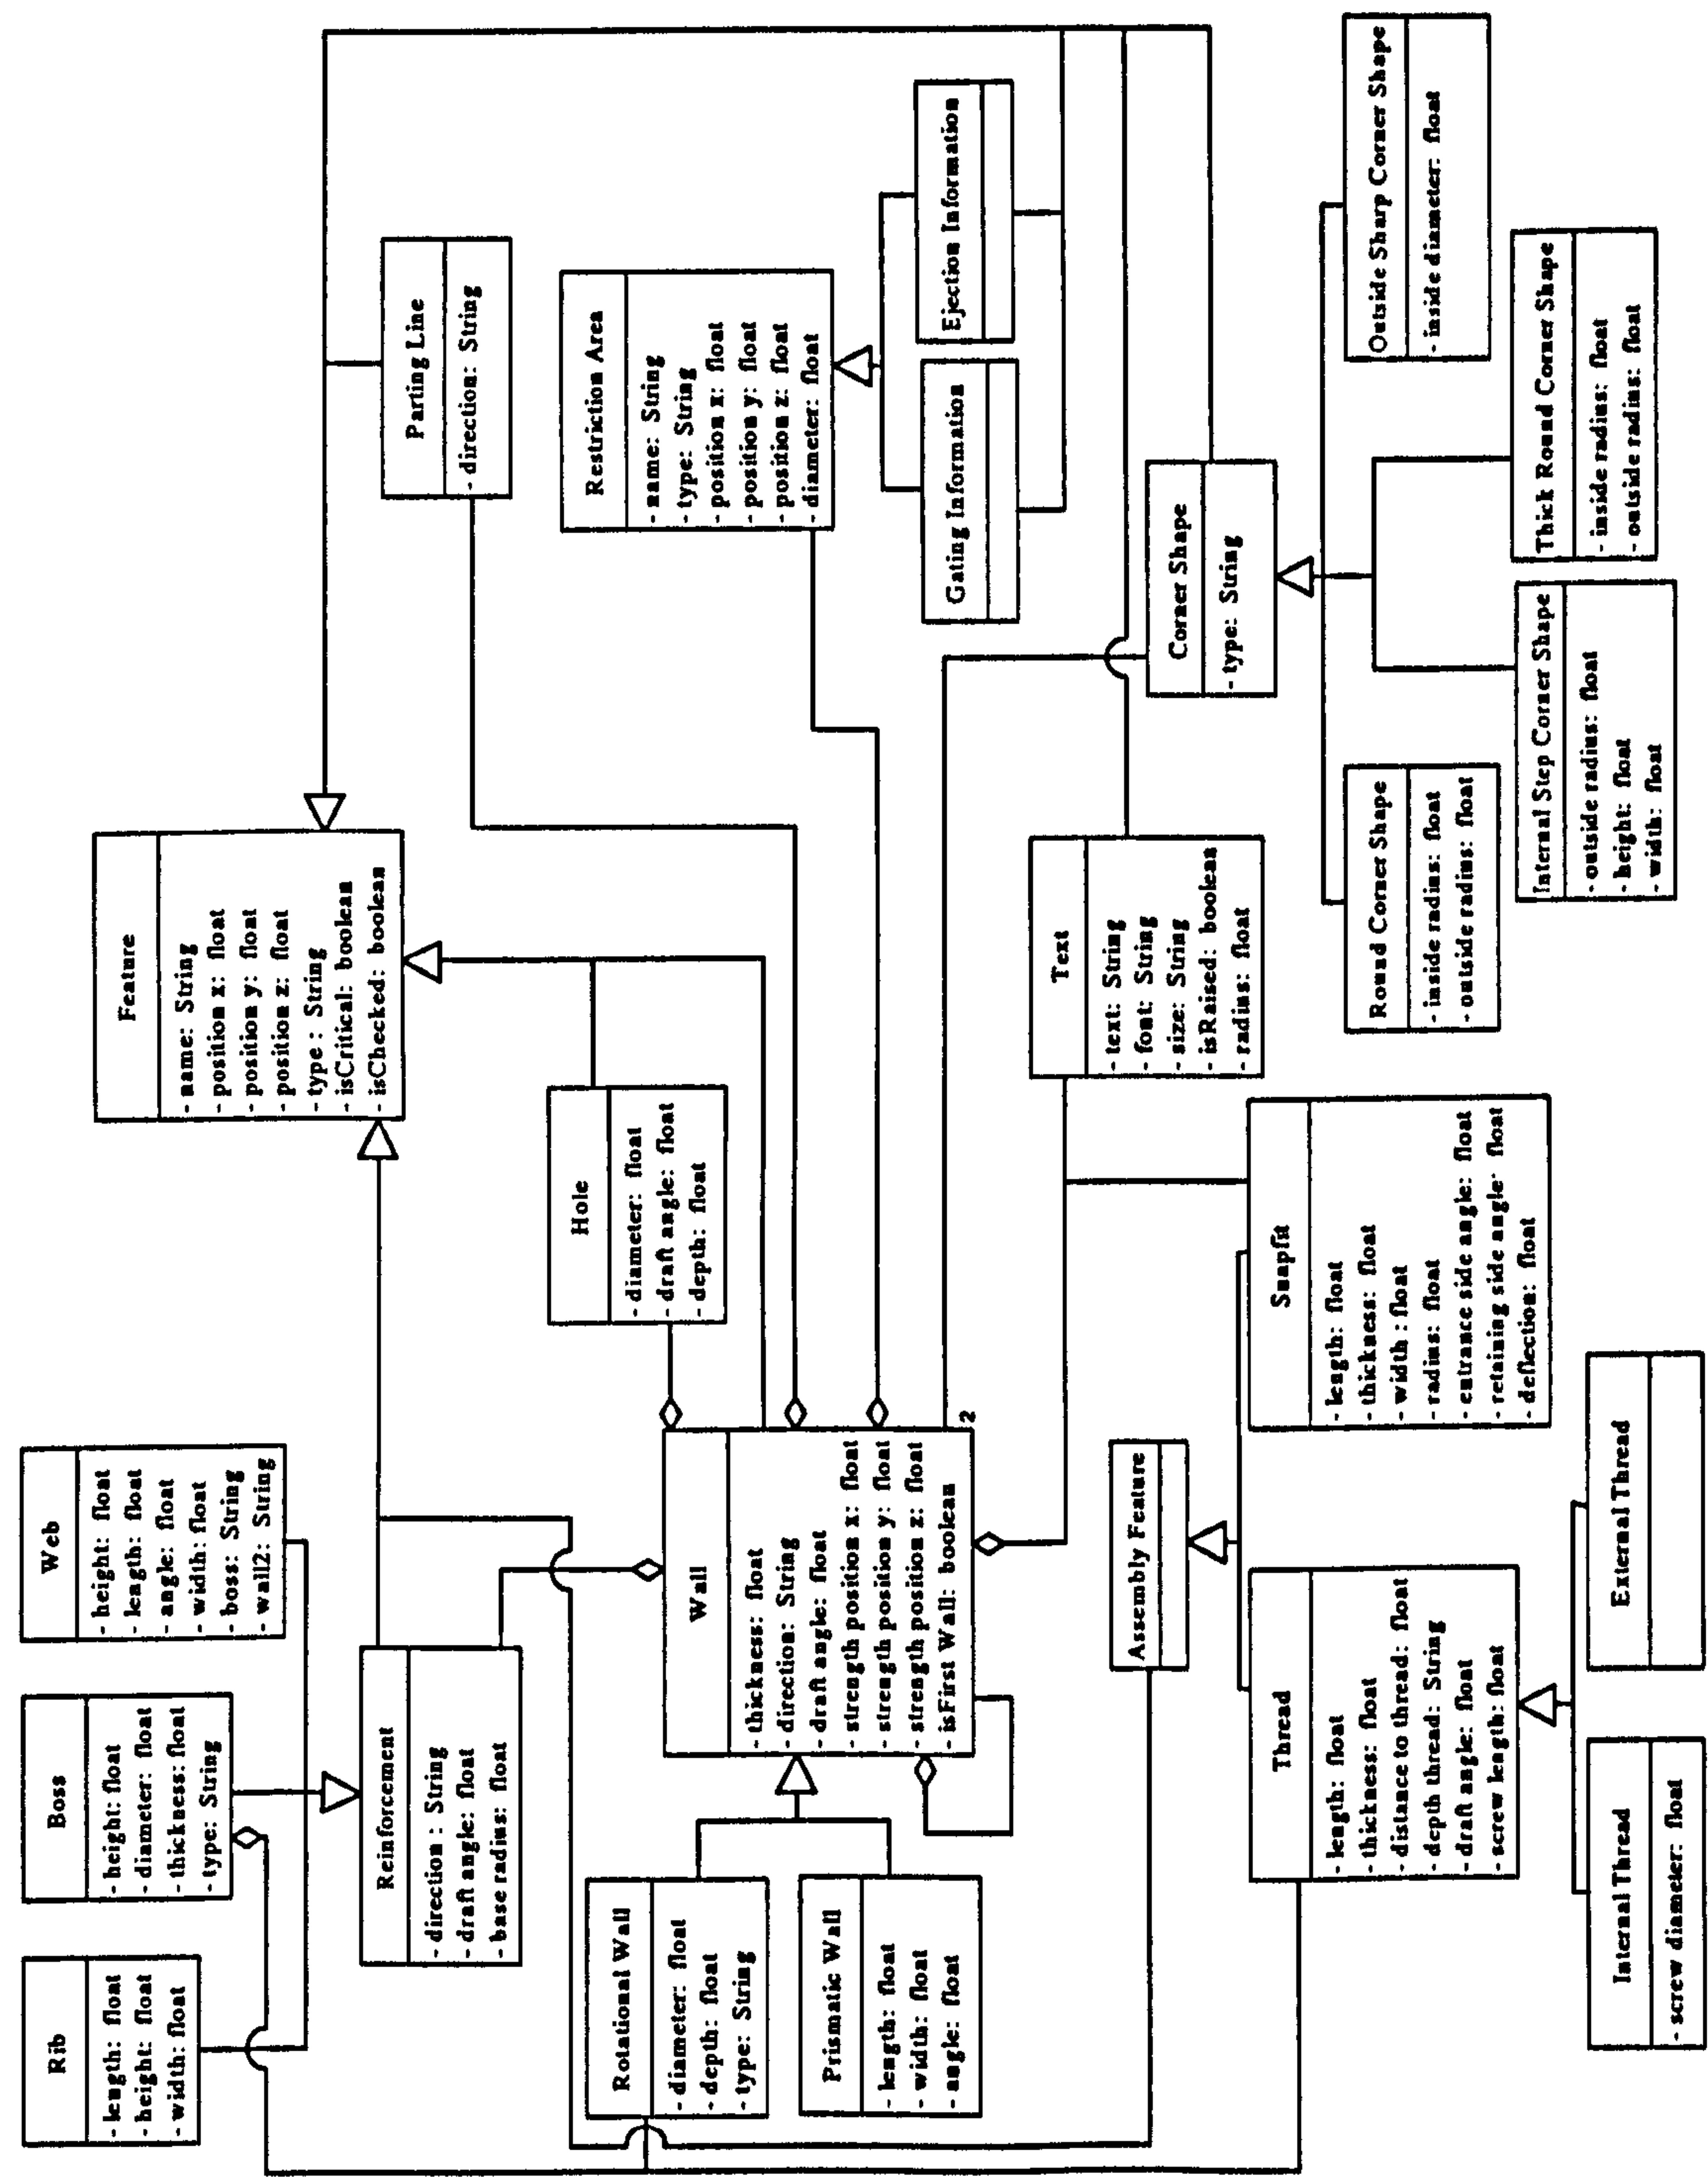 Rib
- length: float
- height: float
- width: float
Boss
- height: float
- diameter: float
- thickness: float
- type: String
Web
- height: float
- length: float
- angle: float
- width: float
- boss: String
- wall2: String
Feature
- name: String
- position x: float
- position y: float
- position z: float
- type : String
- isCritical: boolean
- isChecked: boolean
Reinforcement
- direction : String
- draft angle: float
- base radius: float
Parting Line
- direction: String
Hole
- diameter: float
- draft angle: float
- depth: float
Restriction Area
- name: String
- type: String
- position x: float
- position y: float
- position z: float
- diameter: float
Rotational Wall
- diameter: float
- depth: float
- type: String
Wall
- thickness: float
- direction: String
- draft angle: float
- strength position x: float
- strength position y: float
- strength position z: float
- isFirst Wall: boolean
2
Prismatic Wall
- length: float
- width: float
- angle: float
Gating Information
Ejection Information
Text
- text: String
- font: String
- size: String
- isRaised: boolean
- radius: float
Assembly Feature
Corner Shape
- type: String
Thread
- length: float
- thickness: float
- distance to thread: float
- depth thread: String
- draft angle: float
- screw length: float
Snapfit
- length: float
- thickness: float
- width : float
- radius: float
- entrance side angle: float
- retaining side angle: float
- deflection: float
Round Corner Shape
- inside radius: float
- outside radius: float
Outside Sharp Corner Shape
- inside diameter: float
Internal Step Corner Shape
- outside radius: float
- height: float
- width: float
Thick Round Corner Shape
- inside radius: float
- outside radius: float
Internal Thread
- screw diameter: float
External Thread